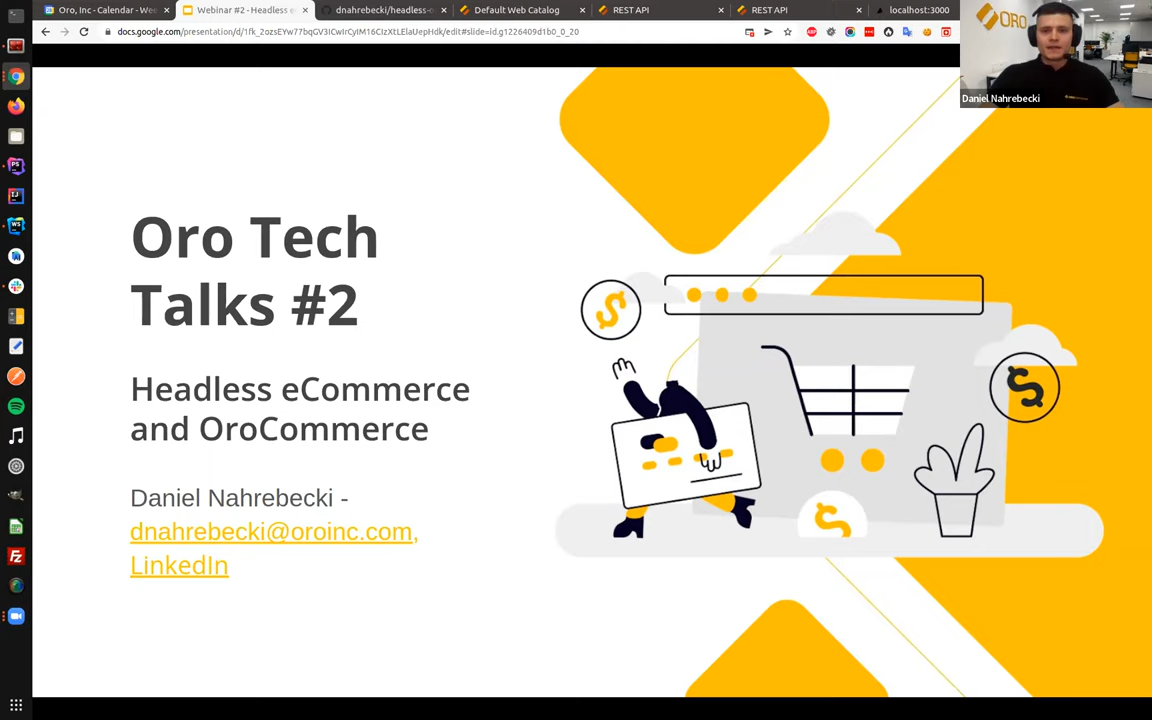 Oro, Inc - Calendar - Wee
Webinar #2 - Headless e
dnahrebecki/headless-o
Default Web Catalog
REST API
REST API
localhost:3000
docs.google.com/presentation/d/1fk_2ozsEYw77bqGV3ICwIrCyIM16CIzXtLElaUepHdk/edit#slide=id.g1226409d1b0_0_20
ORO
Daniel Nahrebecki
Oro Tech
Talks #2
Headless eCommerce
and OroCommerce
Daniel Nahrebecki -
dnahrebecki@oroinc.com,
LinkedIn